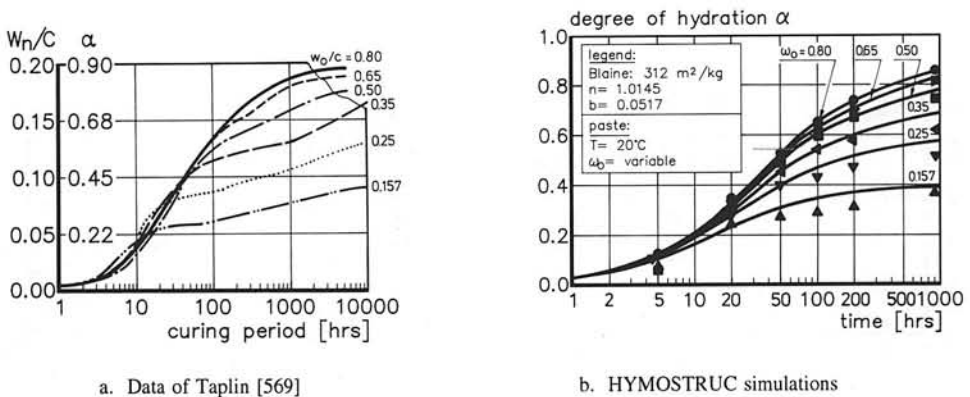 Wn/C α
0.20
0.15
0.10
0.05
0.00
0.90
0.68
0.45
0.22
wo/c = 0.80
0.65
0.50
0.35
0.25
0.157
1 10 100 1000 10000
curing period [hrs]
a. Data of Taplin [569]
degree of hydration α
1.0
0.8
0.6
0.4
0.2
0.0
legend:
Blaine: 312 m²/kg
n= 1.0145
b= 0.0517
paste:
T= 20°C
ωo= variable
ωo=0.80 0.65 0.50
0.35
0.25
0.157
1 2 5 10 20 50 100 200 5001000
time [hrs]
b. HYMOSTRUC simulations